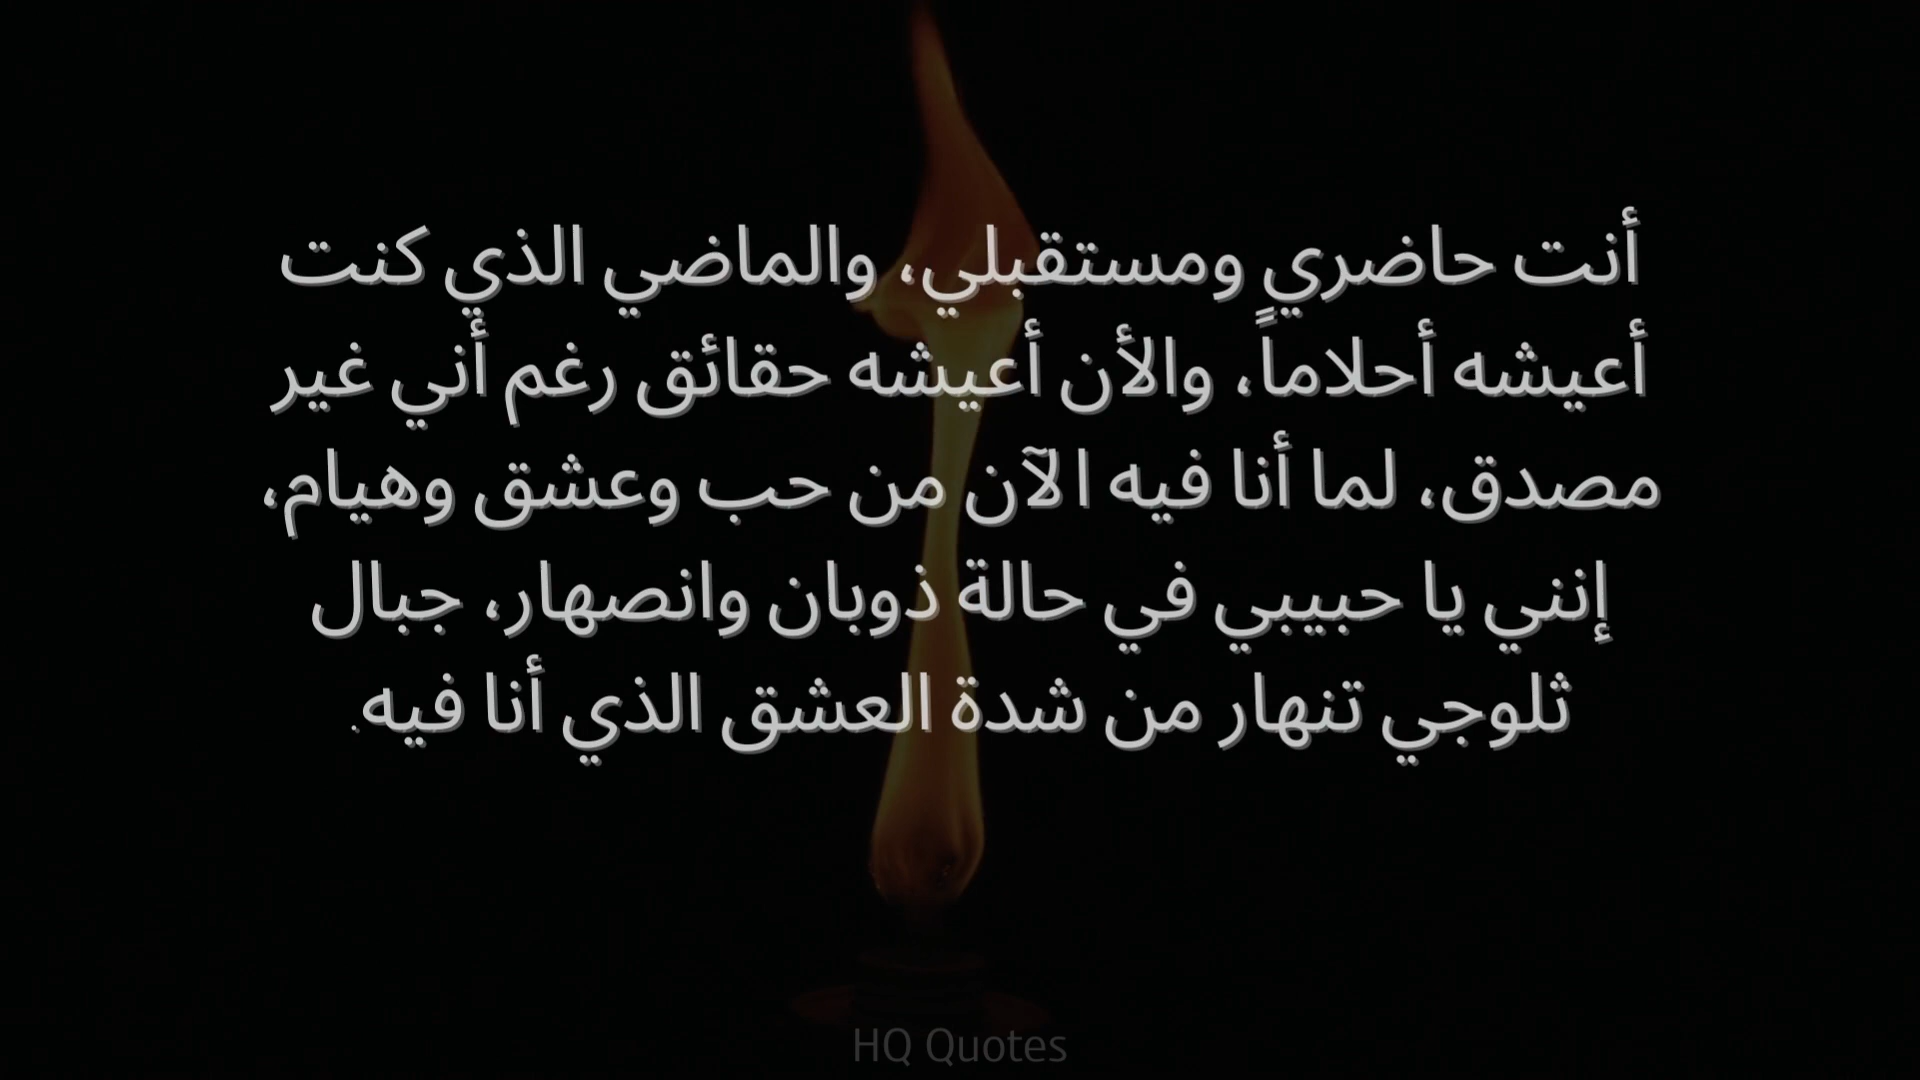 أنت حاضري ومستقبلي، والماضي الذي كنت
أعيشه أحلاماً، والأن أعيشه حقائق رغم أني غير
مصدق، لما أنا فيه الآن من حب وعشق وهيام،
إنني يا حبيبي في حالة ذوبان وانصهار، جبال
ثلوجي تنهار من شدة العشق الذي أنا فيه.
HQ Quotes